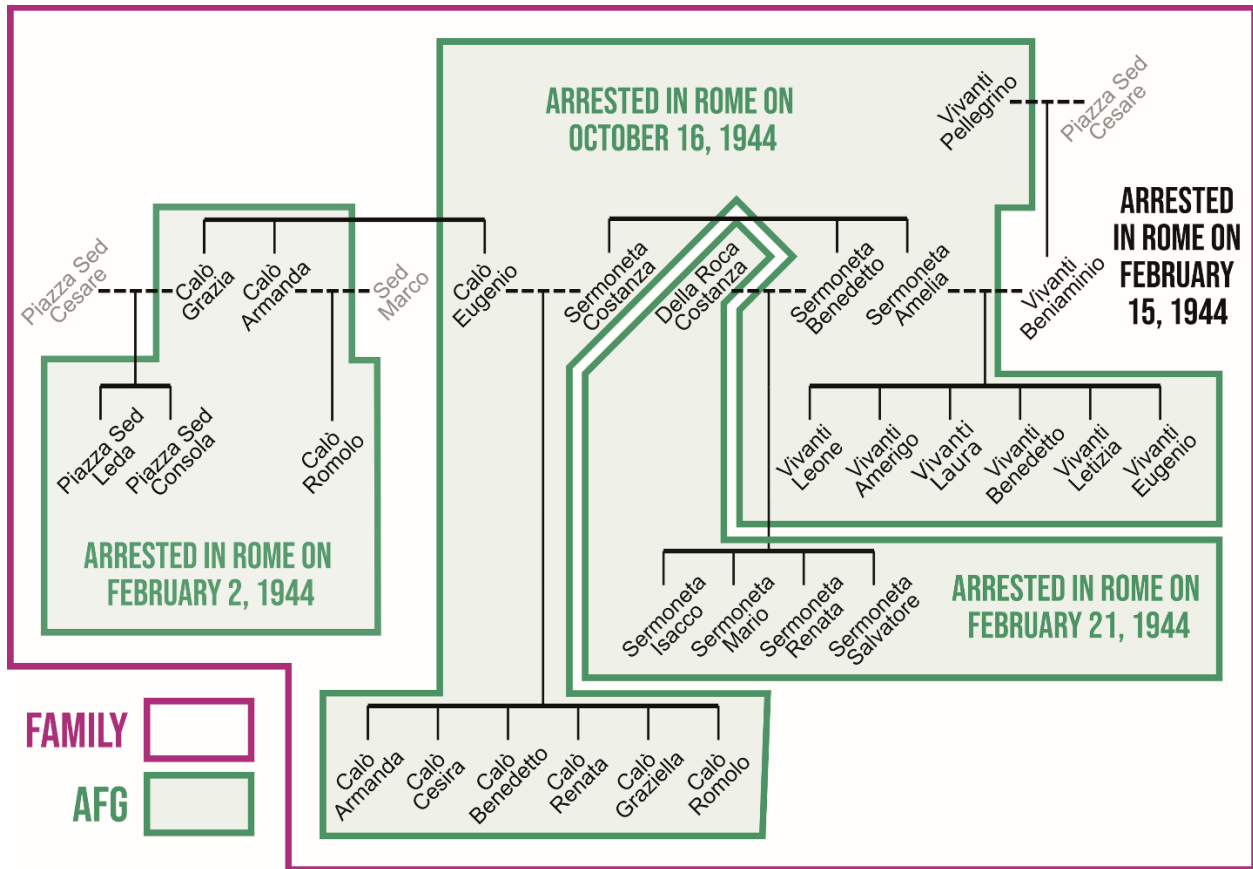 ARRESTED IN ROME ON
OCTOBER 16, 1944
Vivanti
Pellegrino
Piazza Sed
Cesare
ARRESTED
IN ROME ON
FEBRUARY
15, 1944
Piazza Sed
Cesare
Calò
Grazia
Calò
Armanda
Sed
Marco
Calò
Eugenio
Sermoneta
Costanza
Della Roca
Costanza
Sermoneta
Benedetto
Sermoneta
Amelia
Vivanti
Beniaminio
Piazza Sed
Leda
Piazza Sed
Consola
Calò
Romolo
Vivanti
Leone
Vivanti
Amerigo
Vivanti
Laura
Vivanti
Benedetto
Vivanti
Letizia
Vivanti
Eugenio
ARRESTED IN ROME ON
FEBRUARY 2, 1944
Sermoneta
Isacco
Sermoneta
Mario
Sermoneta
Renata
Sermoneta
Salvatore
ARRESTED IN ROME ON
FEBRUARY 21, 1944
FAMILY
AFG
Calò
Armanda
Calò
Cesira
Calò
Benedetto
Calò
Renata
Calò
Graziella
Calò
Romolo